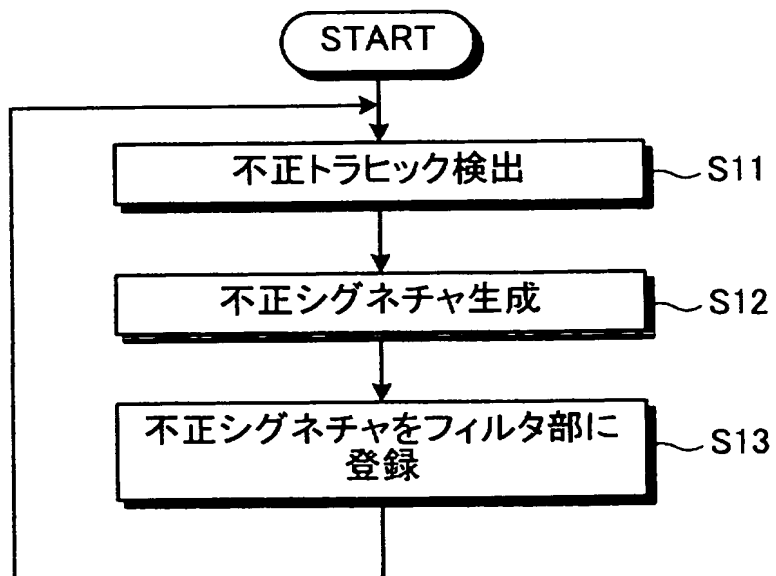 START
不正トラヒック検出
S11
不正シグネチャ生成
S12
不正シグネチャをフィルタ部に
登録
S13